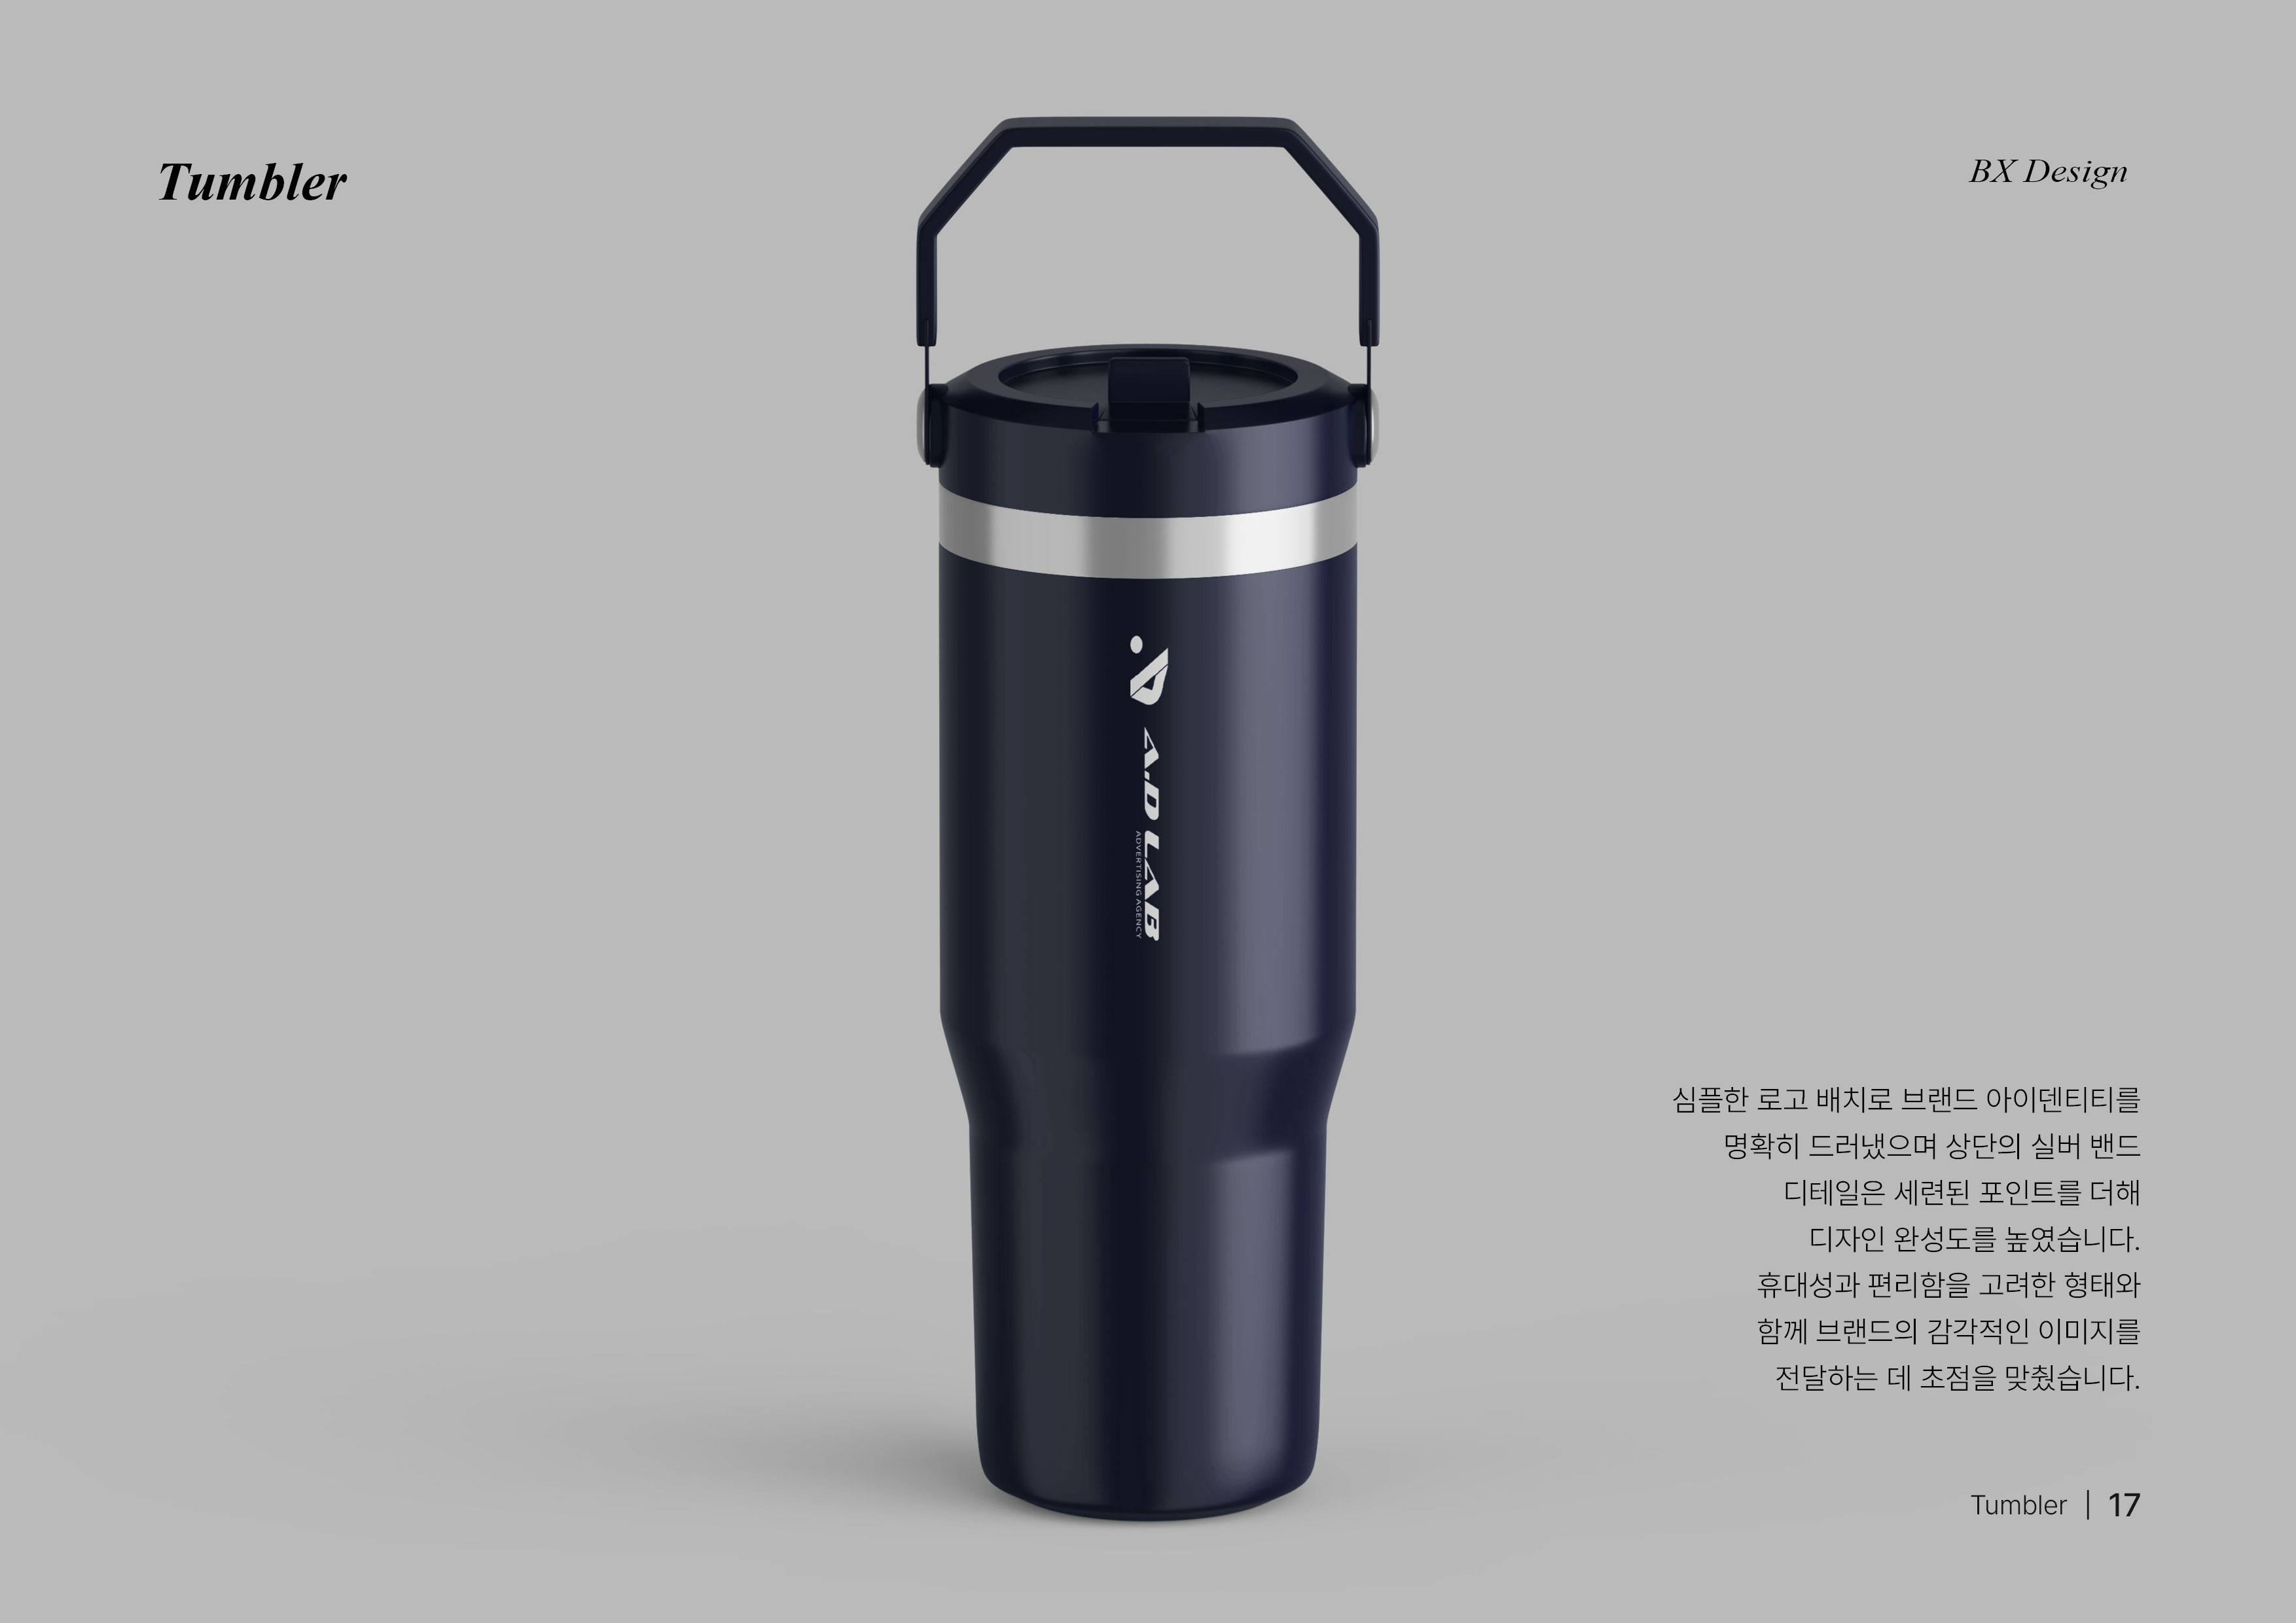 Tumbler
BX Design
A.D LAB
ADVERTISING AGENCY
심플한 로고 배치로 브랜드 아이덴티티를
명확히 드러냈으며 상단의 실버 밴드
디테일은 세련된 포인트를 더해
디자인 완성도를 높였습니다.
휴대성과 편리함을 고려한 형태와
함께 브랜드의 감각적인 이미지를
전달하는 데 초점을 맞췄습니다.
Tumbler | 17